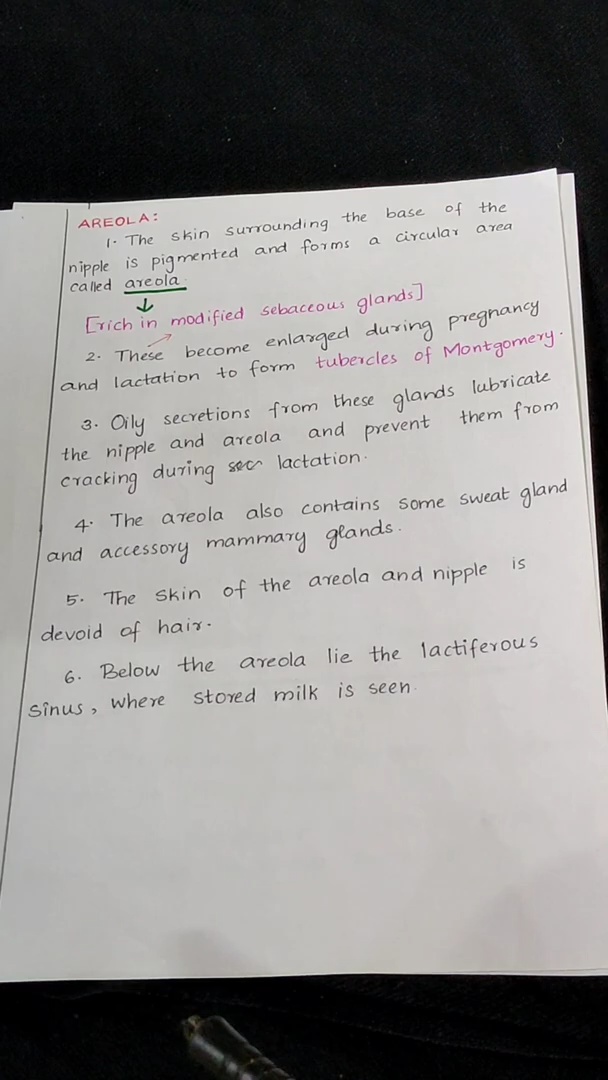 AREOLA:
1. The skin surrounding the base of the
nipple is pigmented and forms a circular area
called areola.
[rich in modified sebaceous glands]
2. These become enlarged during pregnancy
and lactation to form tubercles of Montgomery.
3. Oily secretions from these glands lubricate
the nipple and areola and prevent them from
cracking during lactation.
4. The areola also contains some sweat gland
and accessory mammary glands.
5. The skin of the areola and nipple is
devoid of hair.
6. Below the areola lie the lactiferous
sinus, where stored milk is seen.